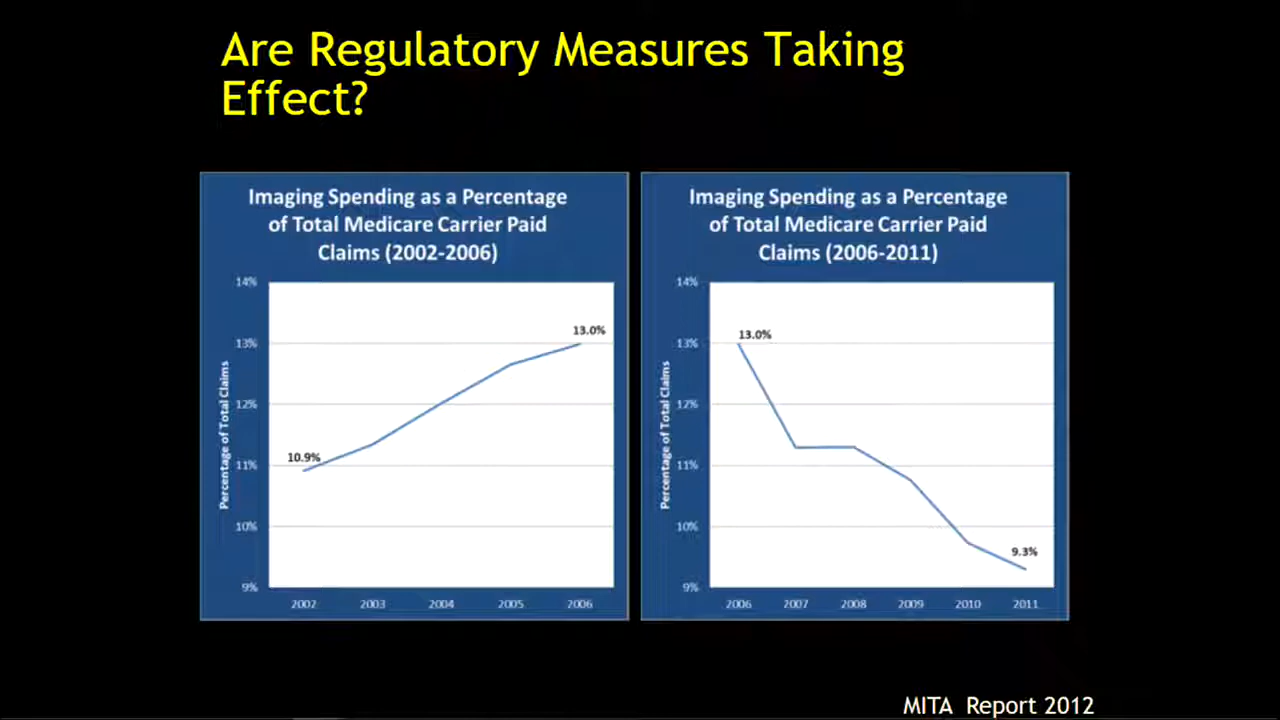 Are Regulatory Measures Taking
Effect?
Imaging Spending as a Percentage
of Total Medicare Carrier Paid
Claims (2002-2006)
14%
13%
12%
11%
10%
9%
Percentage of Total Claims
10.9%
13.0%
2002 2003 2004 2005 2006
Imaging Spending as a Percentage
of Total Medicare Carrier Paid
Claims (2006-2011)
14%
13%
12%
11%
10%
9%
Percentage of Total Claims
13.0%
9.3%
2006 2007 2008 2009 2010 2011
MITA Report 2012